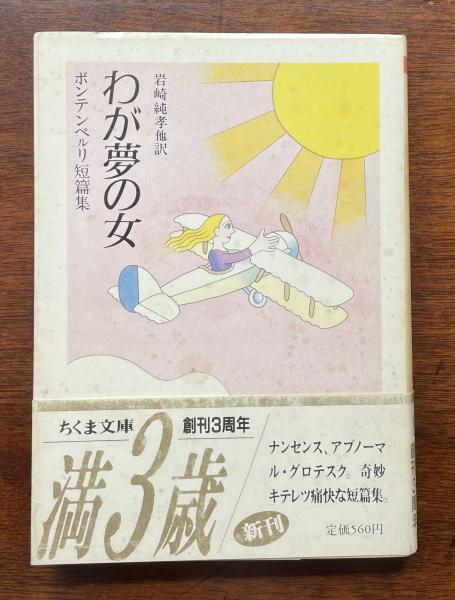 わが夢の女
ボンテンペルリ短篇集
岩崎純孝他訳
ちくま文庫
創刊3周年
満3歳
新刊
ナンセンス、アブノーマ
ル・グロテスク。奇妙
キテレツ痛快な短篇集。
定価560円